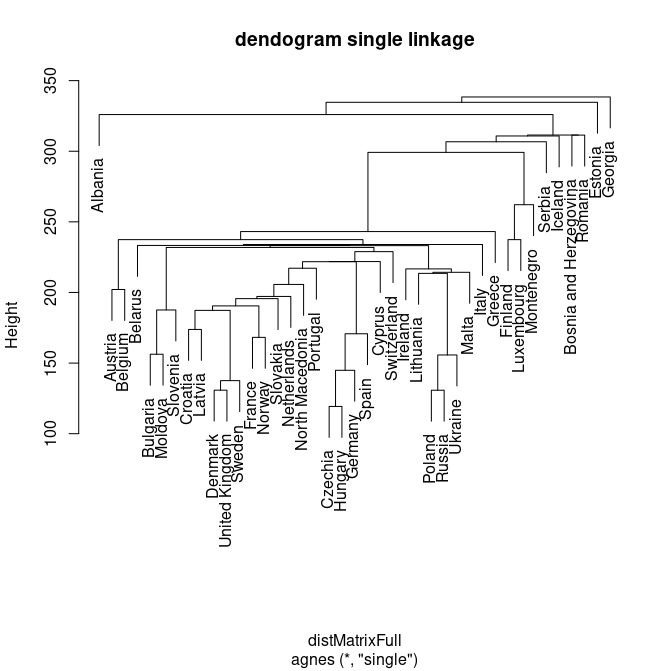 dendogram single linkage
350
300
250
200
150
100
Height
Albania
Austria
Belgium
Belarus
Bulgaria
Moldova
Slovenia
Croatia
Latvia
Denmark
United Kingdom
Sweden
France
Norway
Slovakia
Netherlands
North Macedonia
Portugal
Czechia
Hungary
Germany
Spain
Cyprus
Switzerland
Ireland
Lithuania
Poland
Russia
Ukraine
Malta
Italy
Greece
Finland
Luxembourg
Montenegro
Serbia
Iceland
Bosnia and Herzegovina
Romania
Estonia
Georgia
distMatrixFull
agnes (*, "single")